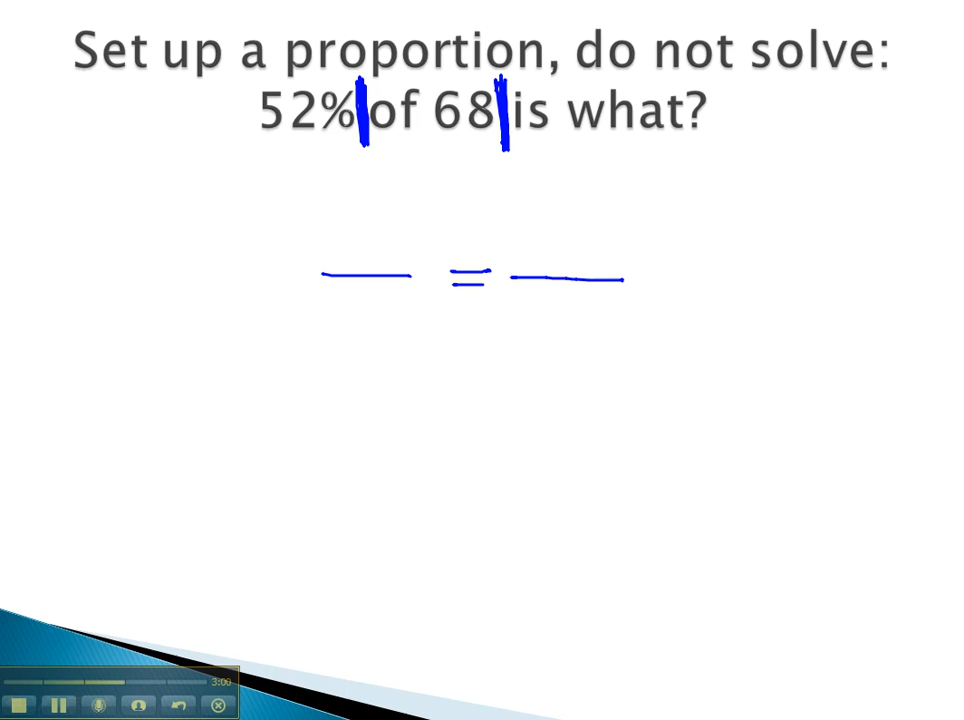 Set up a proportion, do not solve:
52% of 68 is what?
=
3:00